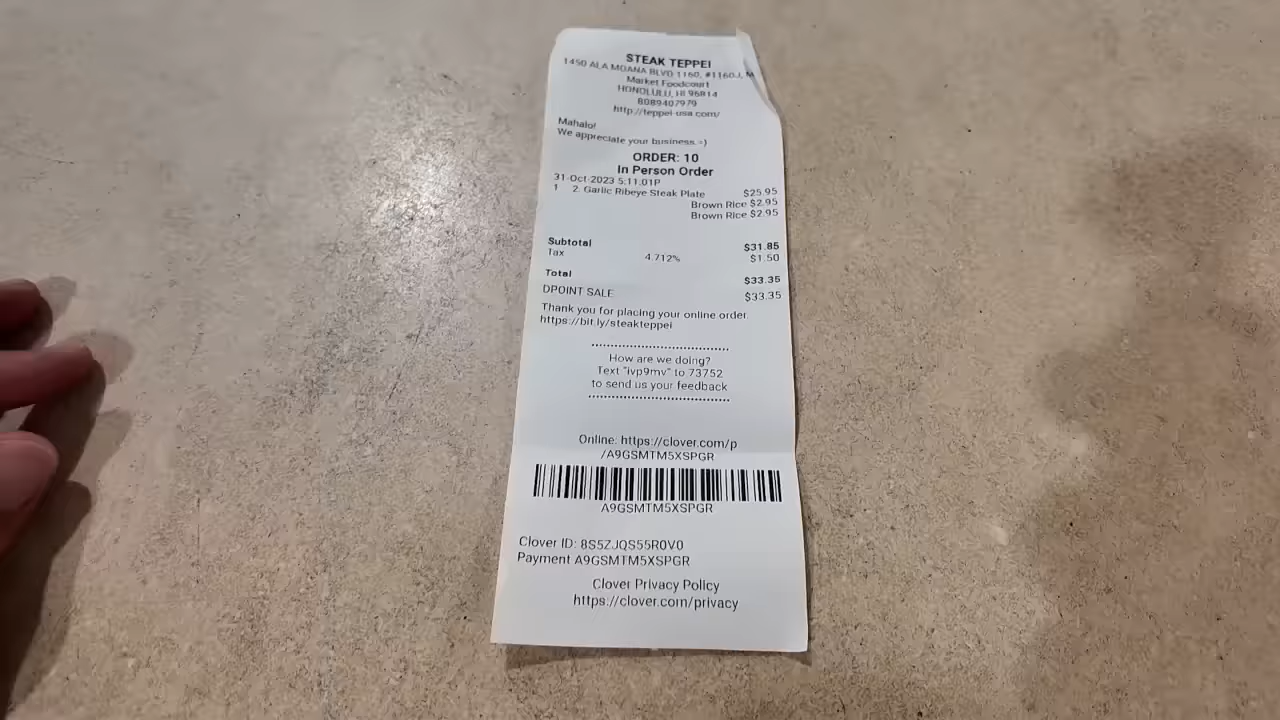 STEAK TEPPEI
1450 ALA MOANA BLVD 1160, #1160J, M
Market Foodcourt
HONOLULU, HI 96814
8089407979
http://teppei-usa.com/
Mahalo!
We appreciate your business.=)
ORDER: 10
In Person Order
31-Oct-2023 5:11:01P
1 2. Garlic Ribeye Steak Plate $25.95
Brown Rice $2.95
Brown Rice $2.95
Subtotal $31.85
Tax 4.712% $1.50
Total $33.35
DPOINT SALE $33.35
Thank you for placing your online order.
https://bit.ly/steakteppei
How are we doing?
Text "ivp9mv" to 73752
to send us your feedback
Online: https://clover.com/p
/A9GSMTM5XSPGR
A9GSMTM5XSPGR
Clover ID: 8S5ZJQS55R0V0
Payment A9GSMTM5XSPGR
Clover Privacy Policy
https://clover.com/privacy